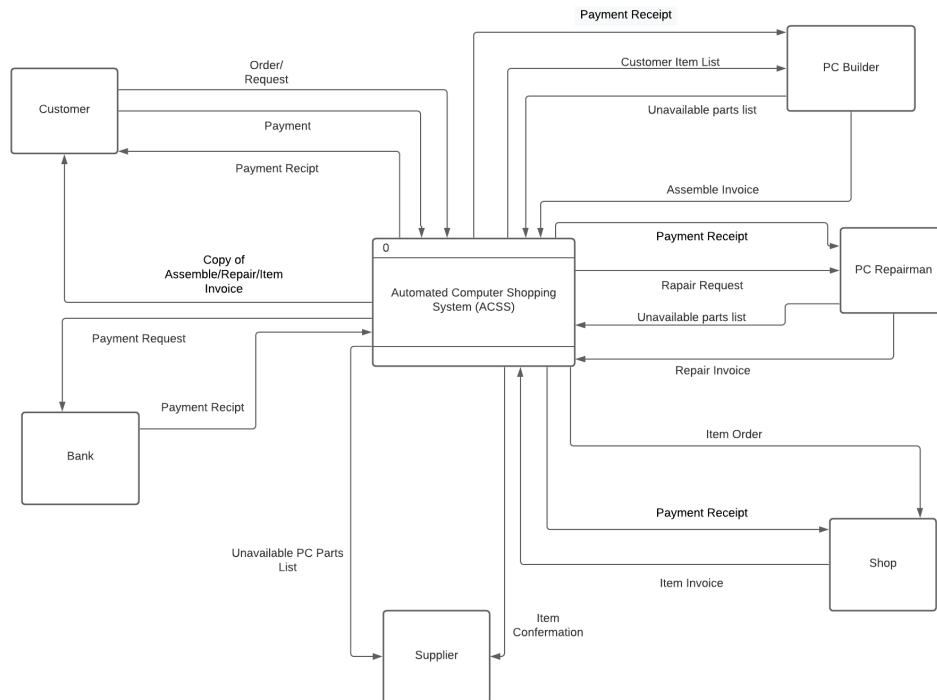 Payment Receipt
Order/
Request
Customer Item List
PC Builder
Customer
Unavailable parts list
Payment
Payment Recipt
Assemble Invoice
Payment Receipt
0
Copy of
Assemble/Repair/Item
Invoice
PC Repairman
Automated Computer Shopping
System (ACSS)
Rapair Request
Unavailable parts list
Payment Request
Repair Invoice
Payment Recipt
Item Order
Bank
Payment Receipt
Unavailable PC Parts
List
Shop
Item Invoice
Item
Confermation
Supplier